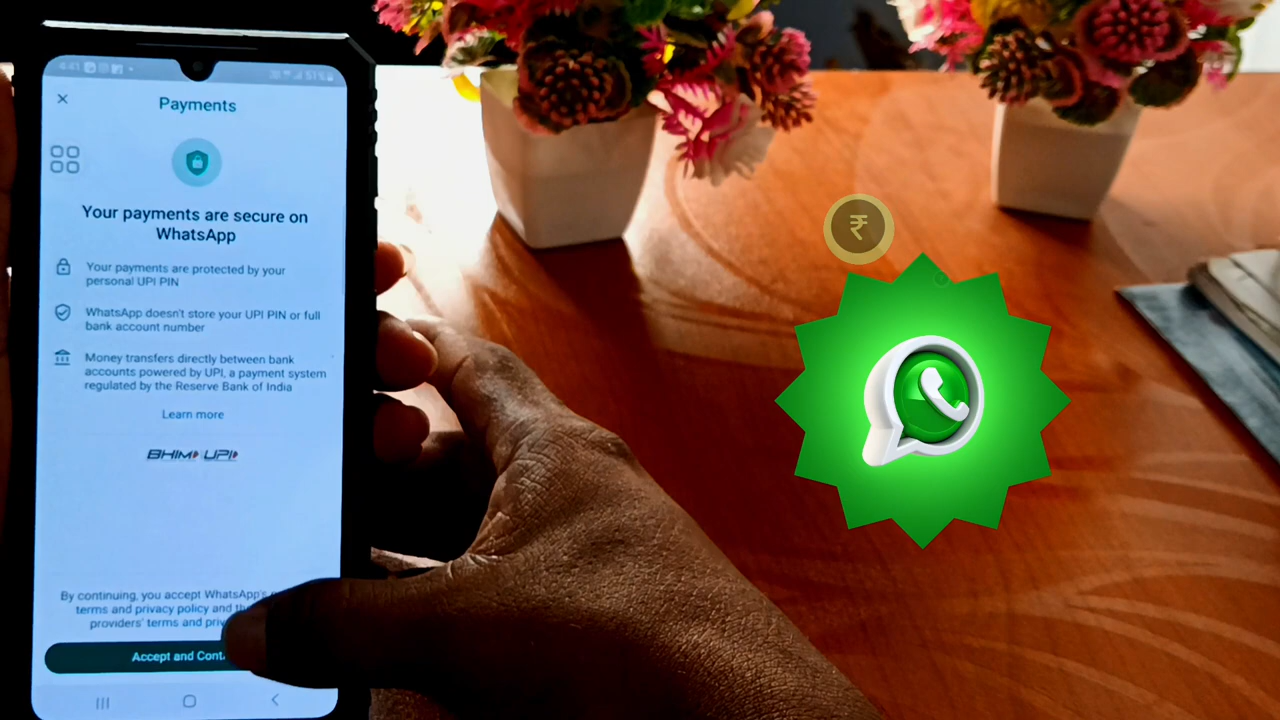 4:41
51%
Payments
Your payments are secure on
WhatsApp
Your payments are protected by your
personal UPI PIN
WhatsApp doesn't store your UPI PIN or full
bank account number
Money transfers directly between bank
accounts powered by UPI, a payment system
regulated by the Reserve Bank of India
Learn more
BHIM UPI
By continuing, you accept WhatsApp's
terms and privacy policy and
providers' terms and
Accept and
₹